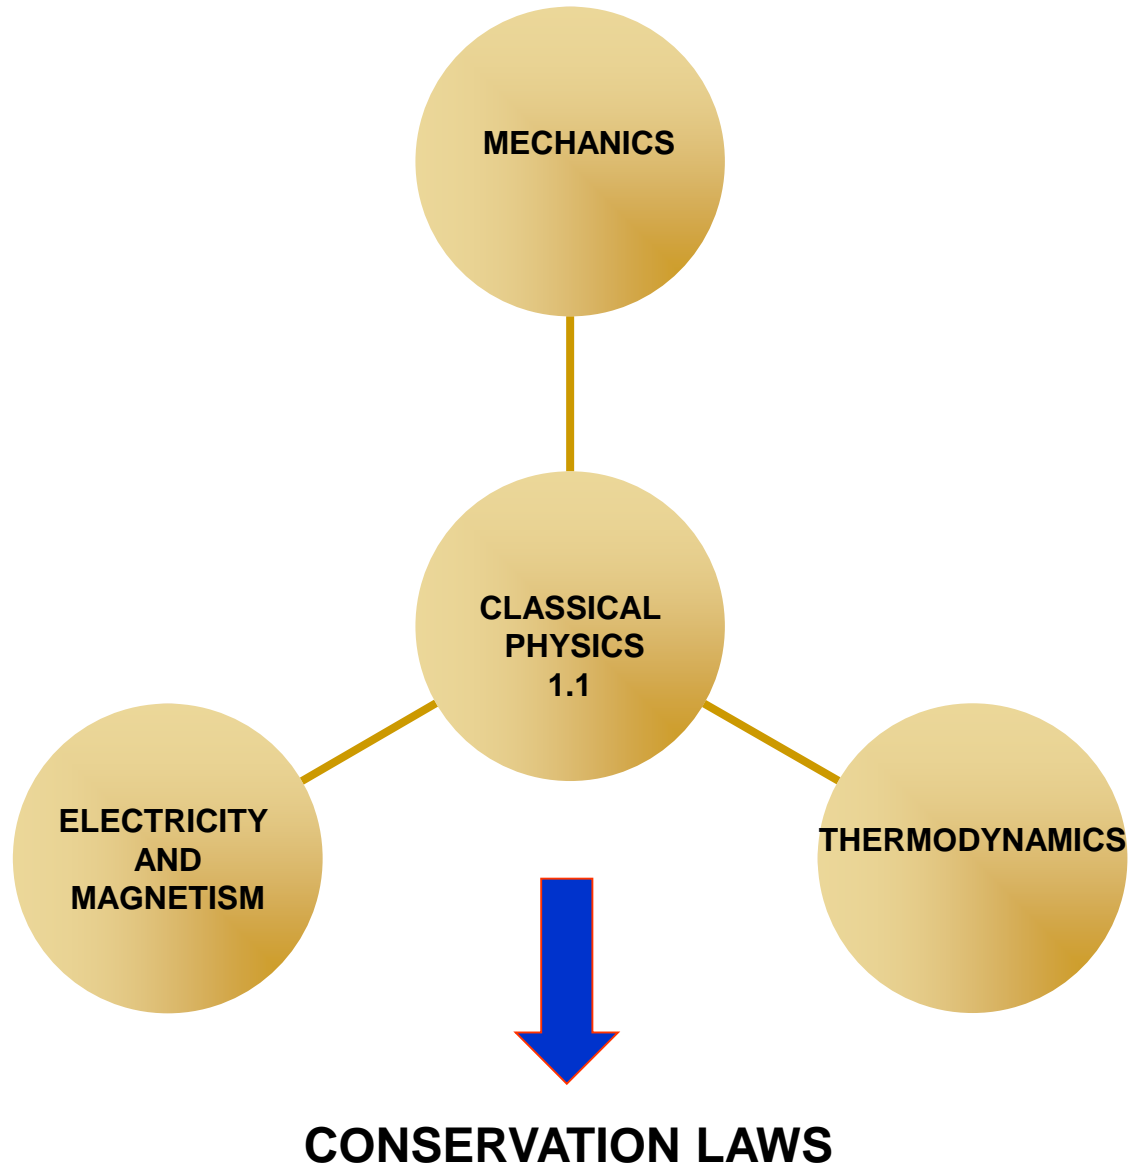 MECHANICS
CLASSICAL
PHYSICS
1.1
ELECTRICITY
AND
MAGNETISM
THERMODYNAMICS
CONSERVATION LAWS